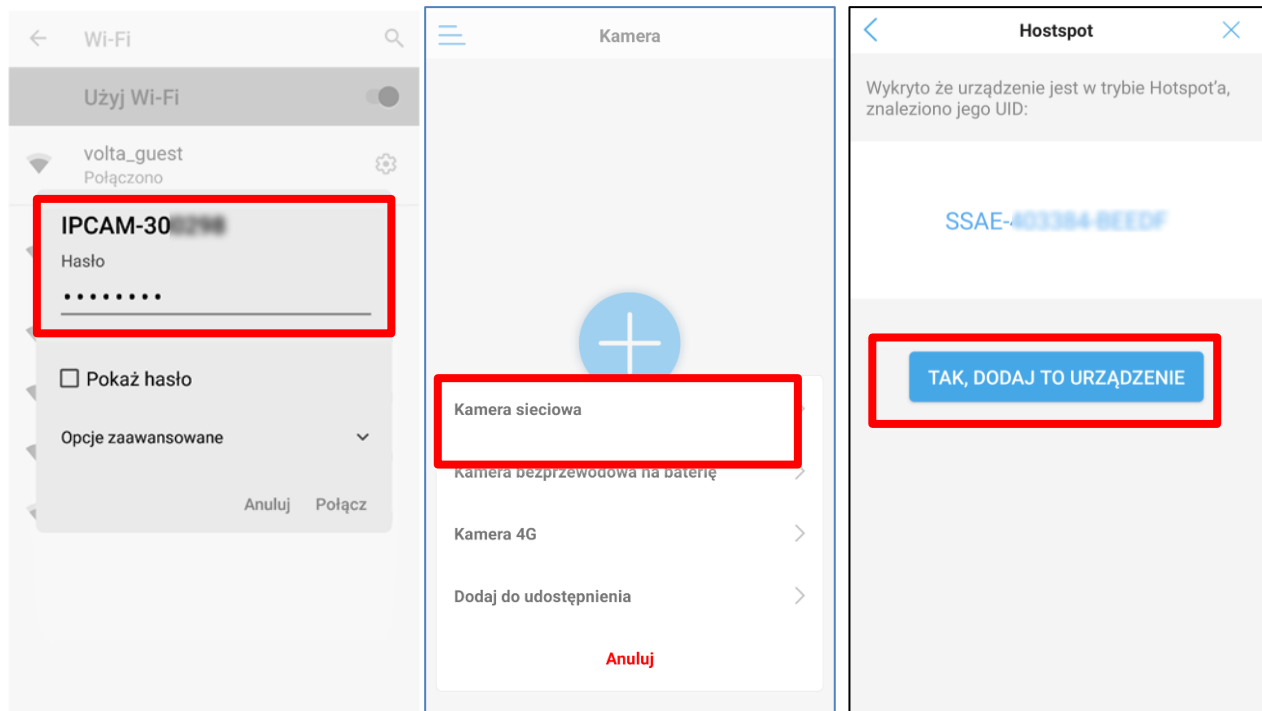 Wi-Fi
Użyj Wi-Fi
volta_guest
Połączono
IPCAM-30
Hasło
Pokaż hasło
Opcje zaawansowane
Anuluj Połącz
Kamera
Kamera sieciowa
Kamera bezprzewodowa na baterię
Kamera 4G
Dodaj do udostępnienia
Anuluj
Hostspot
Wykryto że urządzenie jest w trybie Hotspot'a,
znaleziono jego UID:
SSAE-
TAK, DODAJ TO URZĄDZENIE